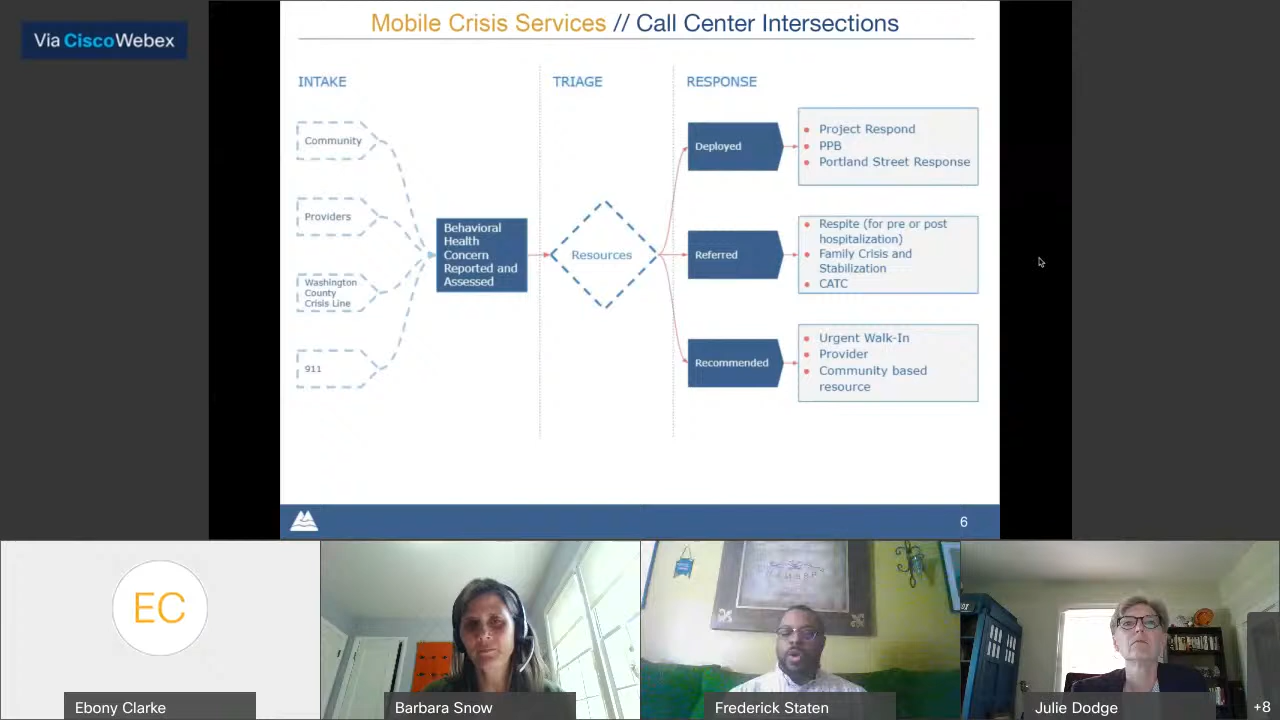 Via Cisco Webex
Mobile Crisis Services // Call Center Intersections
INTAKE
TRIAGE
RESPONSE
Community
Providers
Washington
County
Crisis Line
911
Behavioral
Health
Concern
Reported and
Assessed
Resources
Deployed
Project Respond
PPB
Portland Street Response
Referred
Respite (for pre or post
hospitalization)
Family Crisis and
Stabilization
CATC
Recommended
Urgent Walk-In
Provider
Community based
resource
6
EC
Ebony Clarke
Barbara Snow
Frederick Staten
Julie Dodge
+8